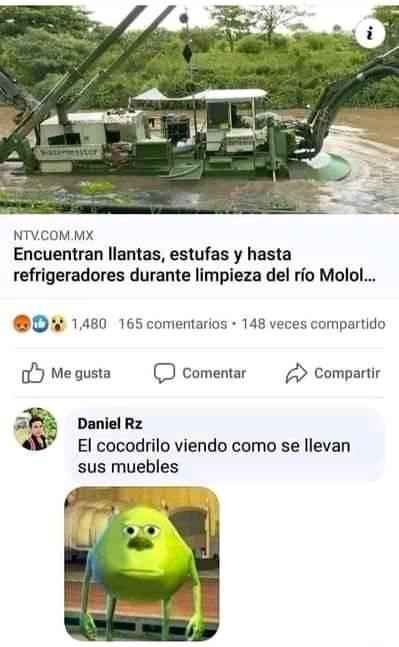 Watermaster
NTV.COM.MX
Encuentran llantas, estufas y hasta
refrigeradores durante limpieza del río Molol...
1,480 165 comentarios • 148 veces compartido
Me gusta Comentar Compartir
Daniel Rz
El cocodrilo viendo como se llevan
sus muebles